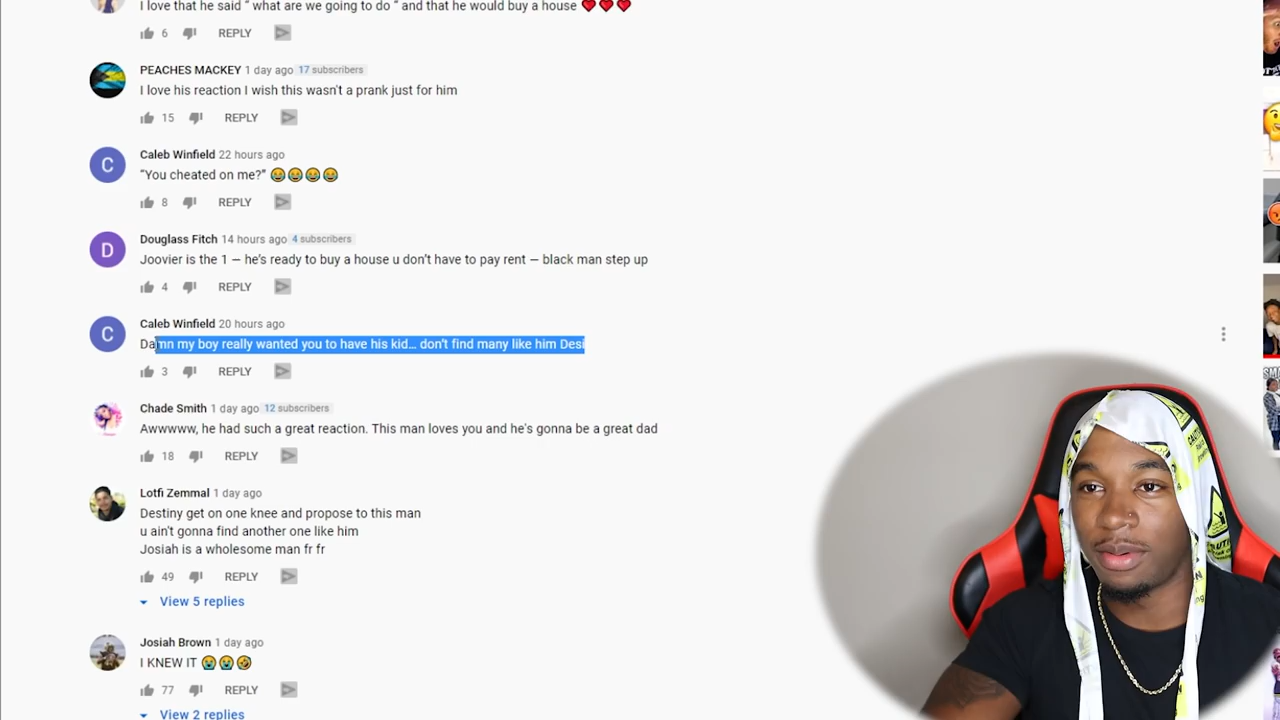 I love that he said “ what are we going to do “ and that he would buy a house ❤❤❤
6 REPLY
PEACHES MACKEY 1 day ago 17 subscribers
I love his reaction I wish this wasn't a prank just for him
15 REPLY
C
Caleb Winfield 22 hours ago
“You cheated on me?” 😂😂😂😂
8 REPLY
D
Douglass Fitch 14 hours ago 4 subscribers
Joovier is the 1 – he's ready to buy a house u don't have to pay rent – black man step up
4 REPLY
C
Caleb Winfield 20 hours ago
Damn my boy really wanted you to have his kid... don't find many like him Desi
3 REPLY
Chade Smith 1 day ago 12 subscribers
Awwwww, he had such a great reaction. This man loves you and he's gonna be a great dad
18 REPLY
Lotfi Zemmal 1 day ago
Destiny get on one knee and propose to this man
u ain't gonna find another one like him
Josiah is a wholesome man fr fr
49 REPLY
View 5 replies
Josiah Brown 1 day ago
I KNEW IT 😭😭🤣
77 REPLY
View 2 replies